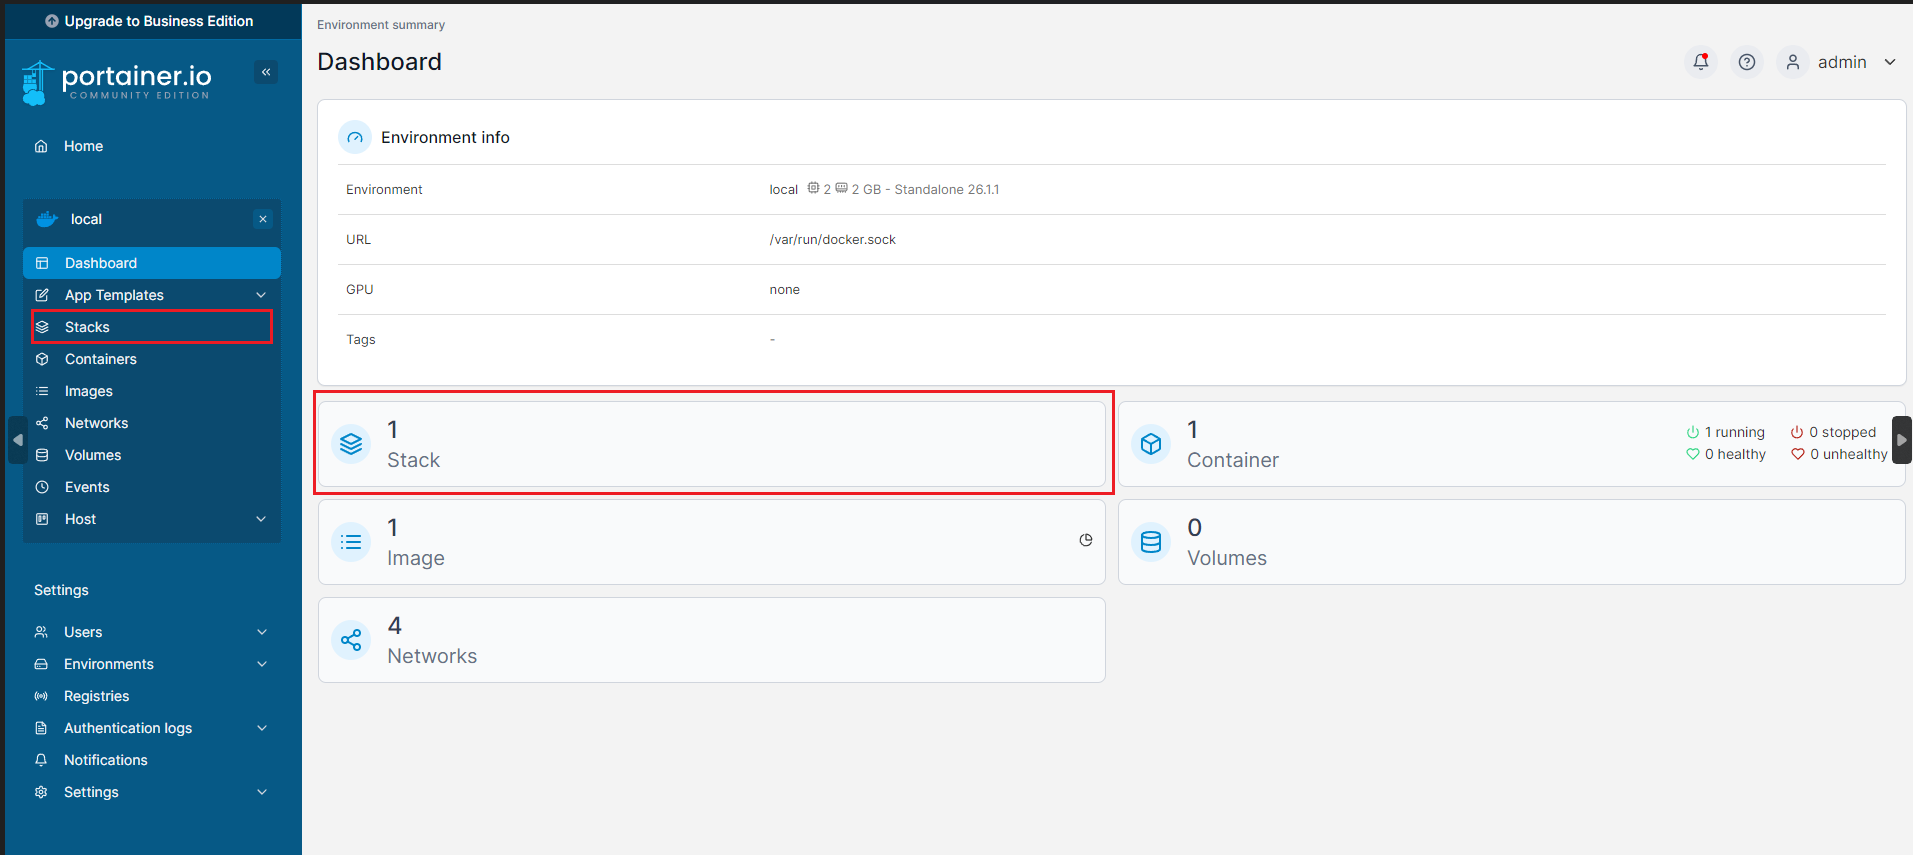 Upgrade to Business Edition
portainer.io
COMMUNITY EDITION
Home
local
Dashboard
App Templates
Stacks
Containers
Images
Networks
Volumes
Events
Host
Settings
Users
Environments
Registries
Authentication logs
Notifications
Settings
Environment summary
Dashboard
admin
Environment info
Environment local 2 2 GB - Standalone 26.1.1
URL /var/run/docker.sock
GPU none
Tags -
1
Stack
1
Container
1 running 0 stopped
0 healthy 0 unhealthy
1
Image
0
Volumes
4
Networks